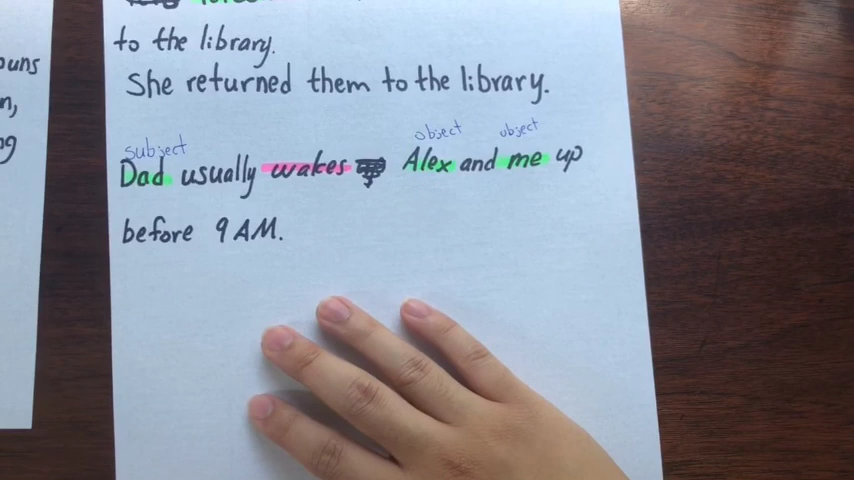 ouns
n,
g
to the library.
She returned them to the library.
subject object object
Dad usually wakes Alex and me up
before 9 AM.